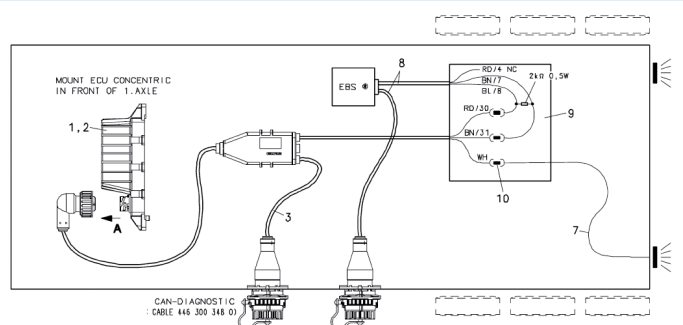 MOUNT ECU CONCENTRIC
IN FRONT OF 1.AXLE
1,2
A
3
EBS
8
RD/4 NC
BN/7
BL/8
2kΩ 0,5W
RD/30
BN/31
WH
9
10
7
CAN-DIAGNOSTIC
: CABLE 446 300 348 0)